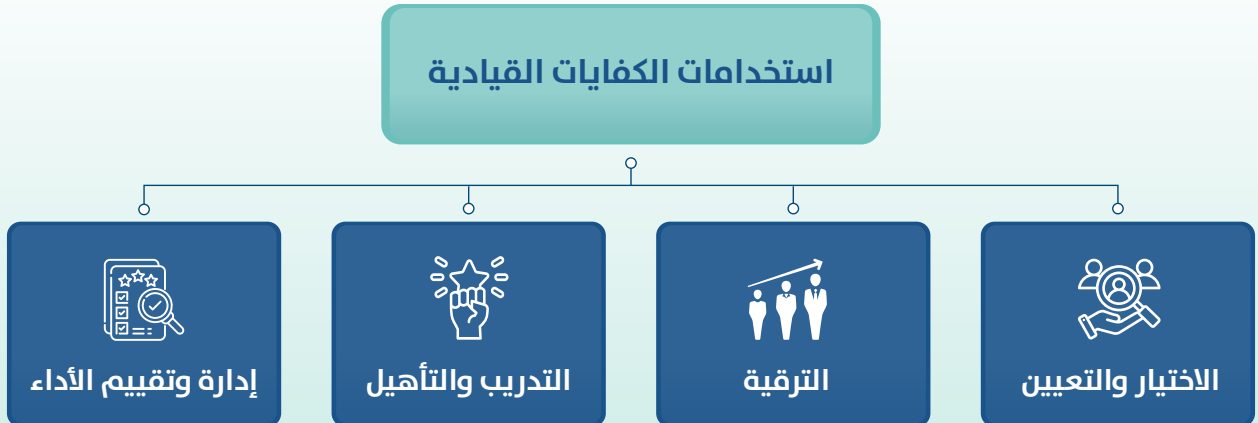 استخدامات الكفايات القيادية
الاختيار والتعيين
الترقية
التدريب والتأهيل
إدارة وتقييم الأداء